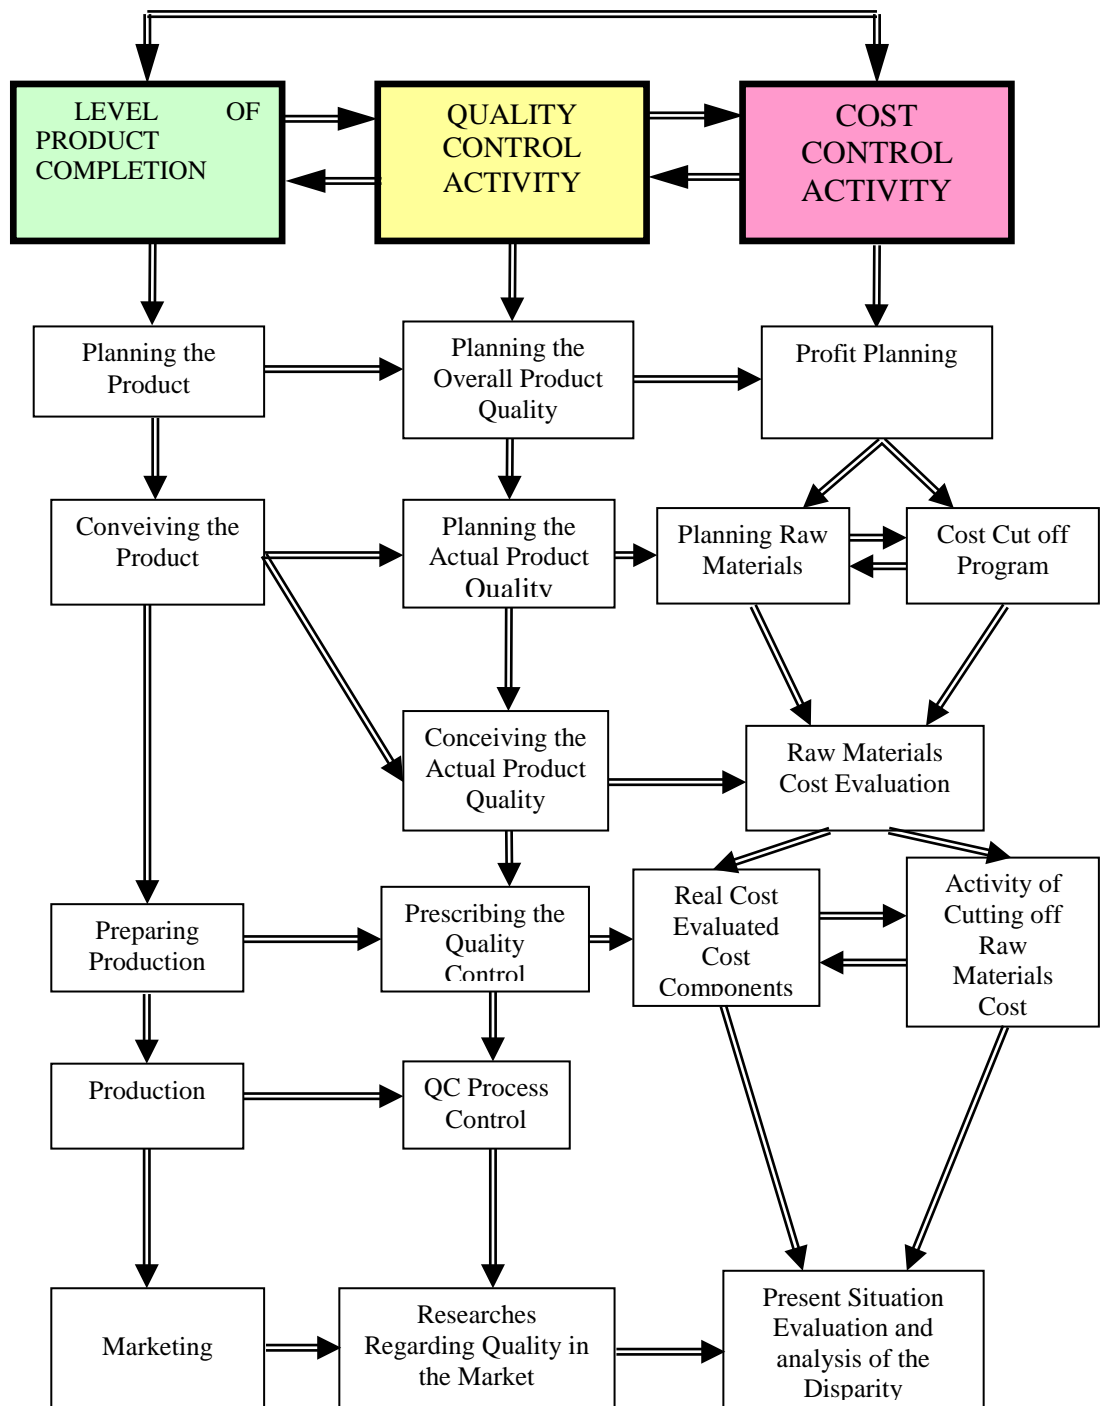 LEVEL OF
PRODUCT
COMPLETION
QUALITY
CONTROL
ACTIVITY
COST
CONTROL
ACTIVITY
Planning the
Product
Planning the
Overall Product
Quality
Profit Planning
Conveiving the
Product
Planning the
Actual Product
Quality
Planning Raw
Materials
Cost Cut off
Program
Conceiving the
Actual Product
Quality
Raw Materials
Cost Evaluation
Preparing
Production
Prescribing the
Quality
Control
Real Cost
Evaluated
Cost
Components
Activity of
Cutting off
Raw
Materials
Cost
Production
QC Process
Control
Marketing
Researches
Regarding Quality in
the Market
Present Situation
Evaluation and
analysis of the
Disparity